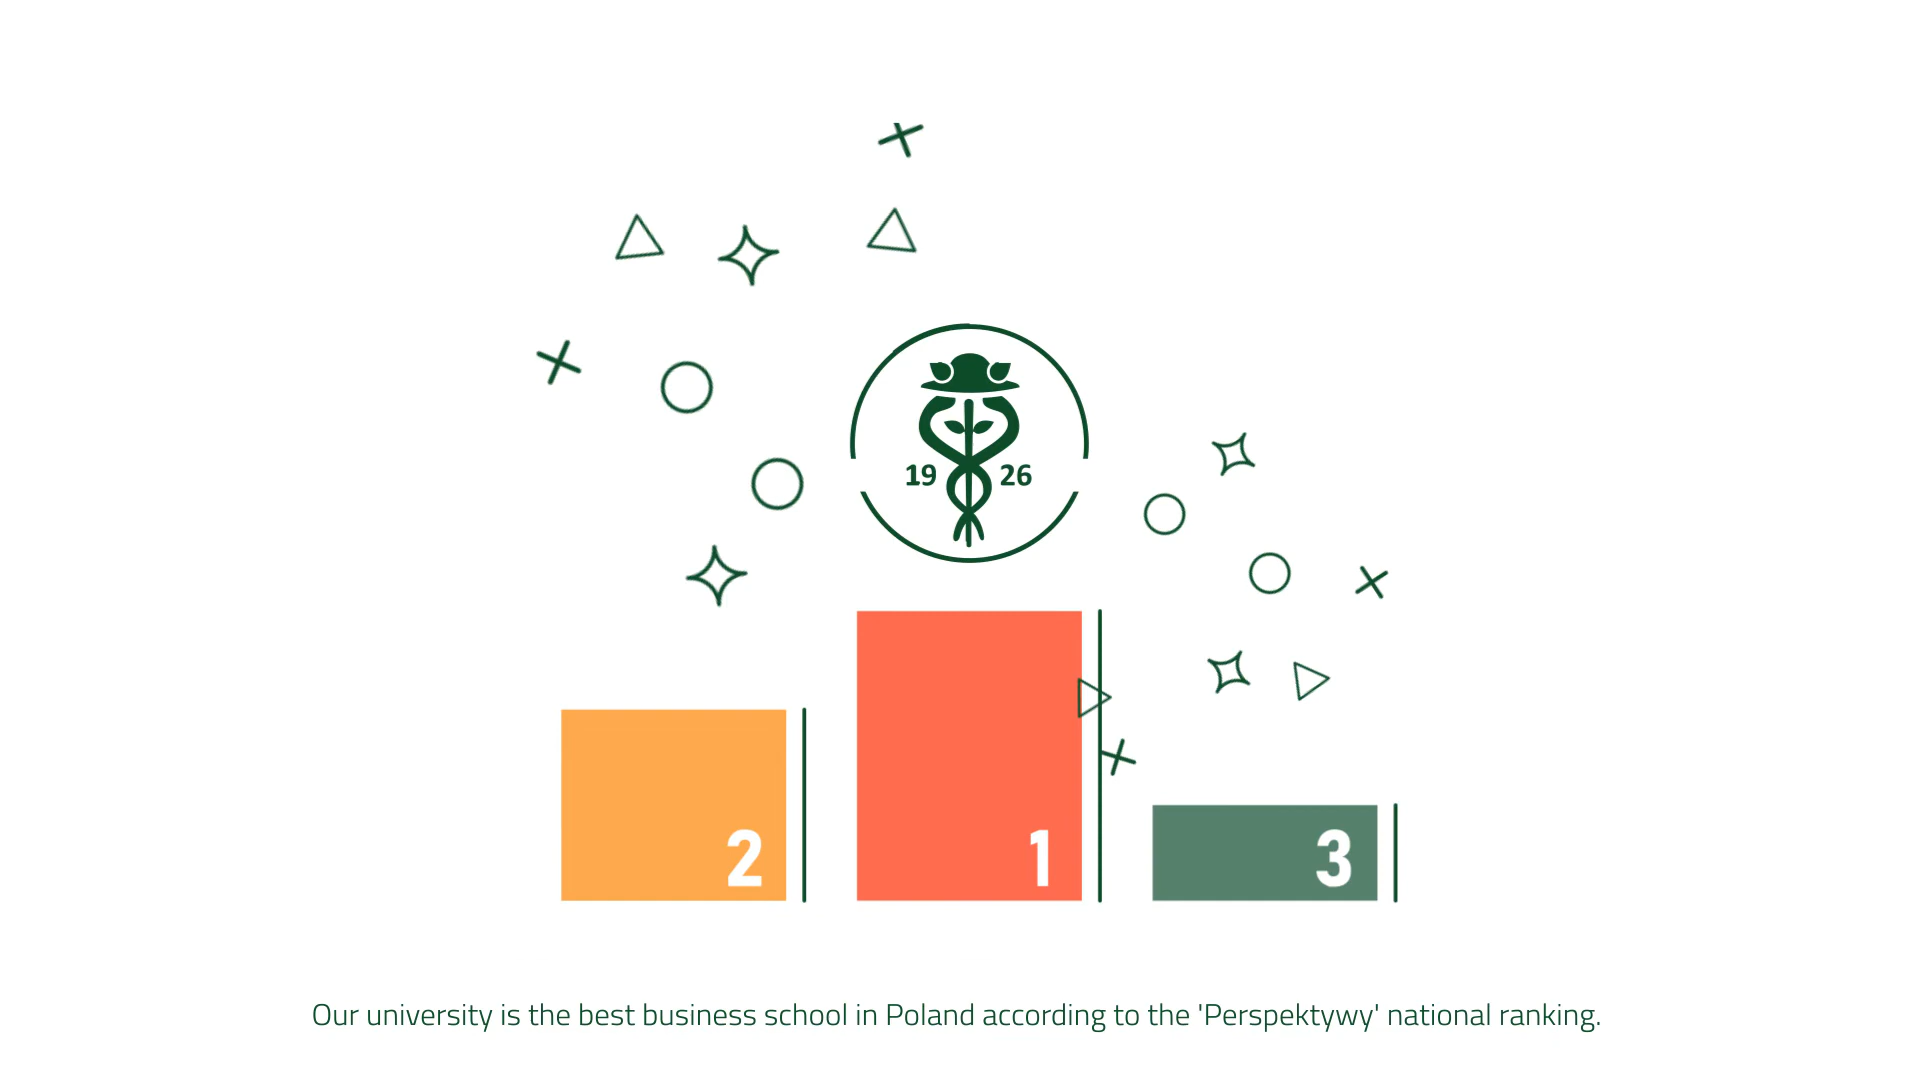 19 26
2
1
3
Our university is the best business school in Poland according to the 'Perspektywy' national ranking.